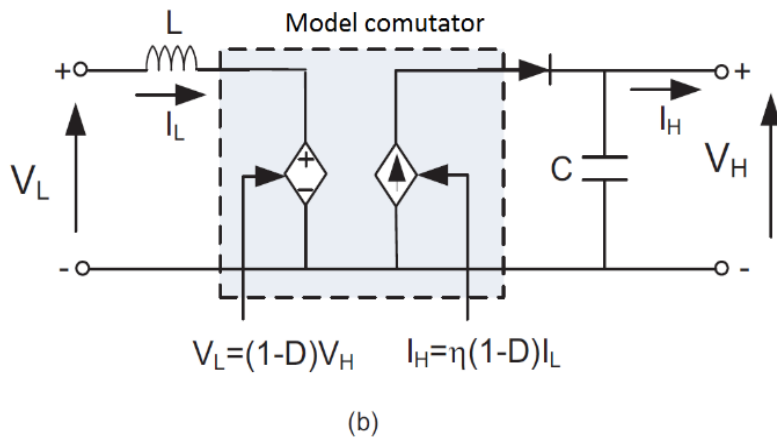 Model comutator
L
+
I_L
V_L
-
+
-
C
+
I_H
V_H
-
V_L=(1-D)V_H
I_H=η(1-D)I_L
(b)